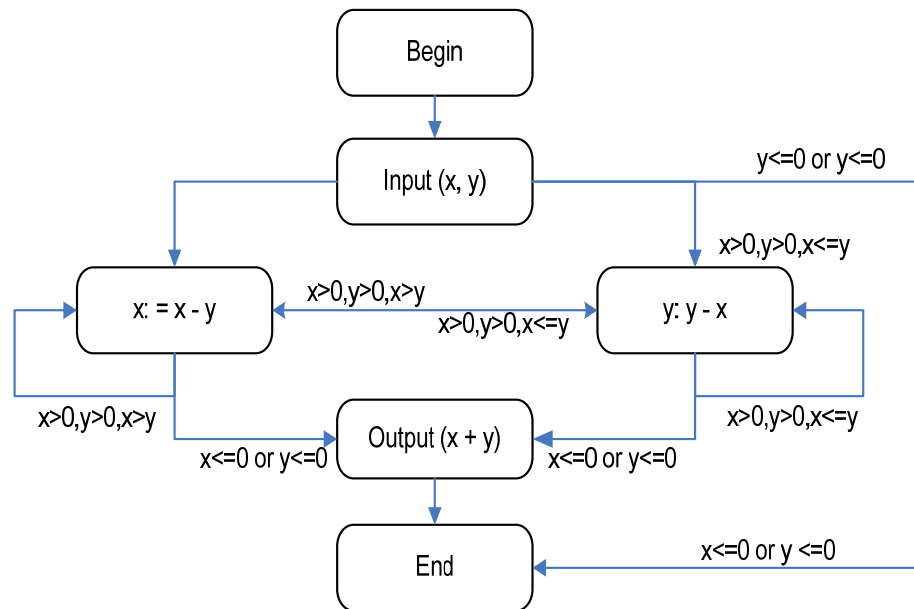 Begin
Input (x, y)
y<=0 or y<=0
x>0,y>0,x<=y
x: = x - y
x>0,y>0,x>y
x>0,y>0,x<=y
y: y - x
x>0,y>0,x>y
x>0,y>0,x<=y
Output (x + y)
x<=0 or y<=0
x<=0 or y<=0
x<=0 or y <=0
End